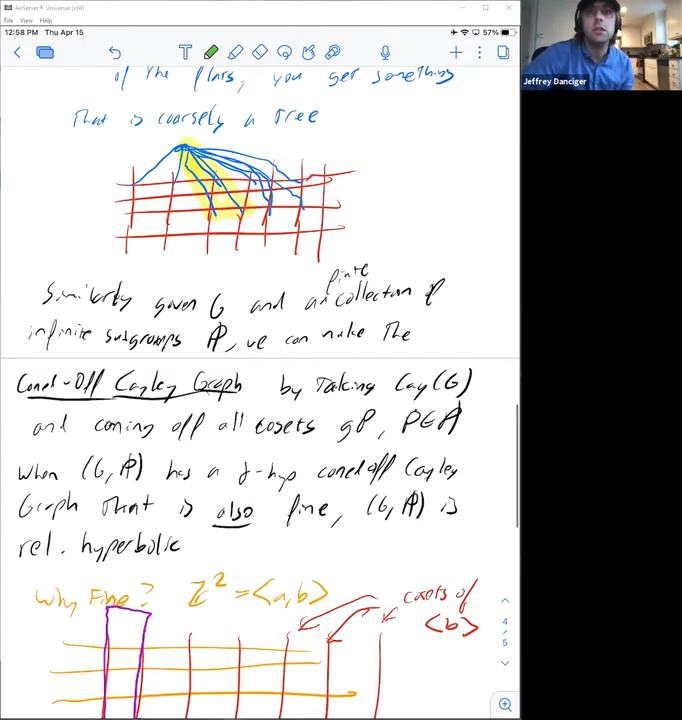 AirServer® Universal (x64)
File View Help
12:58 PM Thu Apr 15
57%
T
Jeffrey Danciger
of the flats, you get something
That is coarsely a Tree
finite
Similarly given G and an collection of
infinite subgroups P, we can make The
Coned-Off Cayley Graph by Taking Cay(G)
and coning off all cosets gP, P∈P
When (G, P) has a δ-hyp coned off Cayley
Graph That is also fine, (G, P) is
rel. hyperbolic
Why Fine? Z² = <a,b>
cosets of
<b>
4
/
5